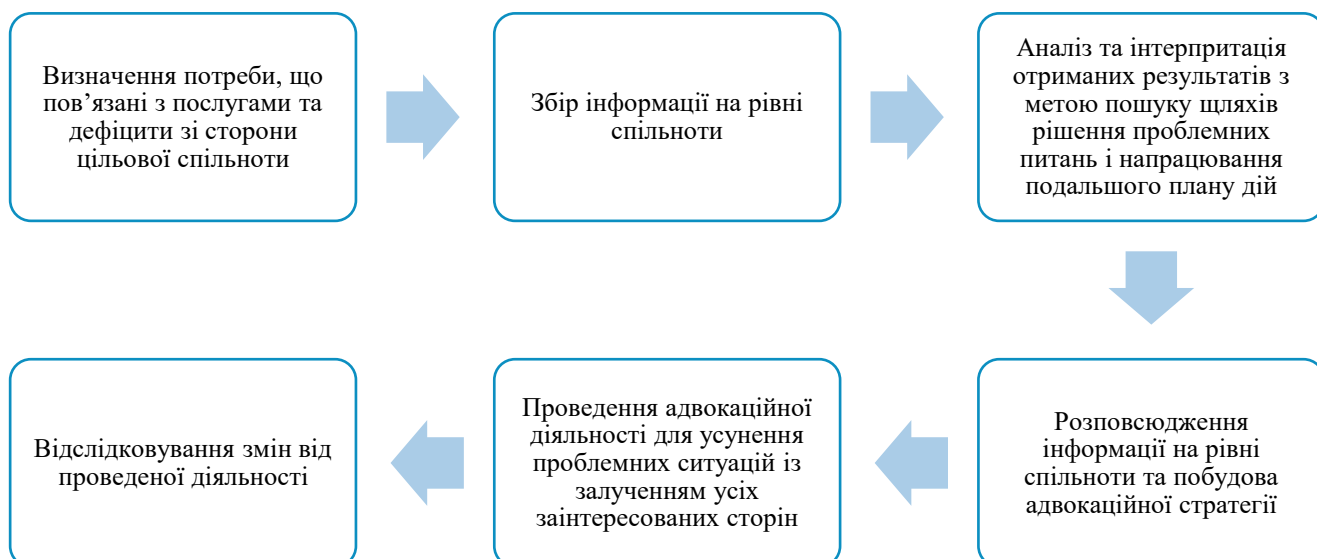 Визначення потреби, що
пов’язані з послугами та
дефіцити зі сторони
цільової спільноти
Збір інформації на рівні
спільноти
Аналіз та інтерпритація
отриманих результатів з
метою пошуку щляхів
рішення проблемних
питань і напрацювання
подальшого плану дій
Розповсюдження
інформації на рівні
спільноти та побудова
адвокаційної стратегії
Проведення адвокаційної
діяльності для усунення
проблемних ситуацій із
залученням усіх
заінтересованих сторін
Відслідковування змін від
проведеної діяльності